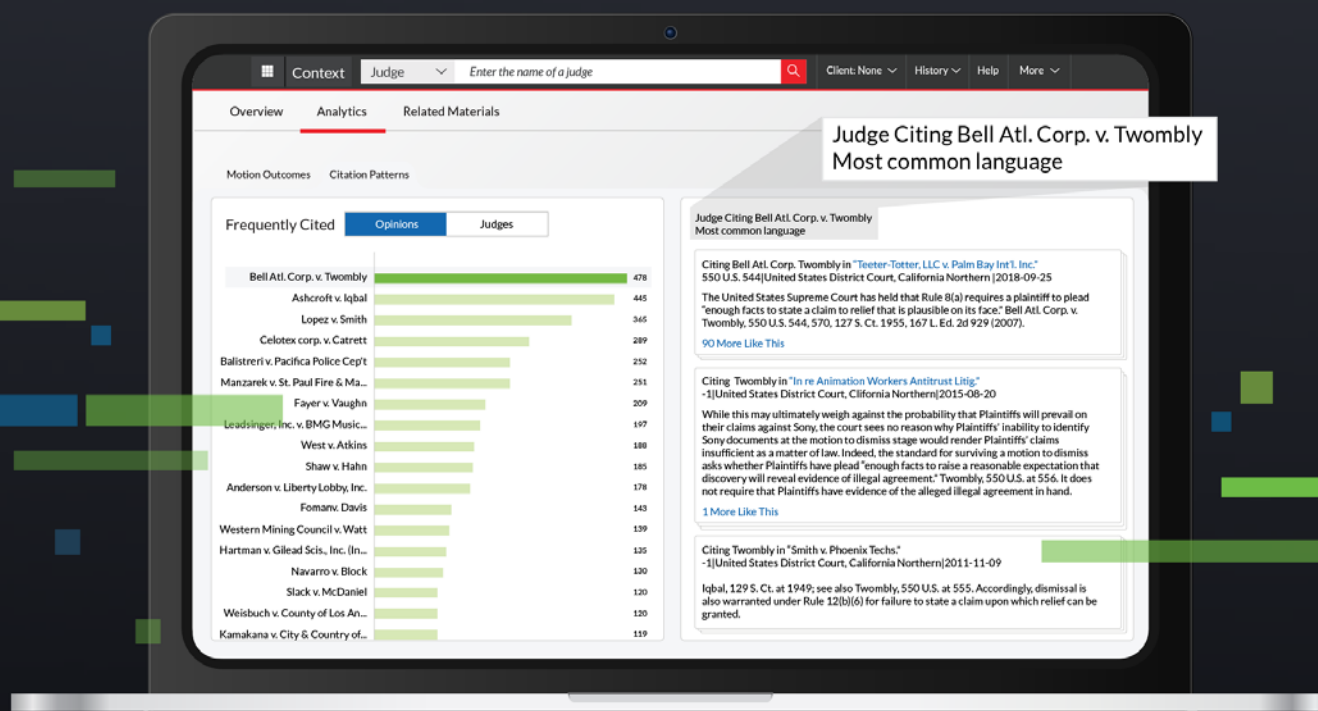 Context
Judge
Enter the name of a judge
Client: None
History
Help
More
Overview
Analytics
Related Materials
Judge Citing Bell Atl. Corp. v. Twombly
Most common language
Motion Outcomes
Citation Patterns
Frequently Cited
Opinions
Judges
Bell Atl. Corp. v. Twombly 478
Ashcroft v. Iqbal 445
Lopez v. Smith 365
Celotex corp. v. Catrett 289
Balistreri v. Pacifica Police Cep't 252
Manzarek v. St. Paul Fire & Ma... 251
Fayer v. Vaughn 209
Leadsinger, Inc. v. BMG Music... 197
West v. Atkins 188
Shaw v. Hahn 185
Anderson v. Liberty Lobby, Inc. 178
Fomanv. Davis 143
Western Mining Council v. Watt 139
Hartman v. Gilead Scis., Inc. (In... 135
Navarro v. Block 130
Slack v. McDaniel 120
Weisbuch v. County of Los An... 120
Kamakana v. City & Country of... 119
Judge Citing Bell Atl. Corp. v. Twombly
Most common language
Citing Bell Atl. Corp. Twombly in "Teeter-Totter, LLC v. Palm Bay Int'l. Inc."
550 U.S. 544|United States District Court, California Northern |2018-09-25
The United States Supreme Court has held that Rule 8(a) requires a plaintiff to plead
"enough facts to state a claim to relief that is plausible on its face." Bell Atl. Corp. v.
Twombly, 550 U.S. 544, 570, 127 S. Ct. 1955, 167 L. Ed. 2d 929 (2007).
90 More Like This
Citing Twombly in "In re Animation Workers Antitrust Litig."
-1|United States District Court, Clifornia Northern|2015-08-20
While this may ultimately weigh against the probability that Plaintiffs will prevail on
their claims against Sony, the court sees no reason why Plaintiffs' inability to identify
Sony documents at the motion to dismiss stage would render Plaintiffs' claims
insufficient as a matter of law. Indeed, the standard for surviving a motion to dismiss
asks whether Plaintiffs have plead "enough facts to raise a reasonable expectation that
discovery will reveal evidence of illegal agreement." Twombly, 550 U.S. at 556. It does
not require that Plaintiffs have evidence of the alleged illegal agreement in hand.
1 More Like This
Citing Twombly in "Smith v. Phoenix Techs."
-1|United States District Court, California Northern|2011-11-09
Iqbal, 129 S. Ct. at 1949; see also Twombly, 550 U.S. at 555. Accordingly, dismissal is
also warranted under Rule 12(b)(6) for failure to state a claim upon which relief can be
granted.